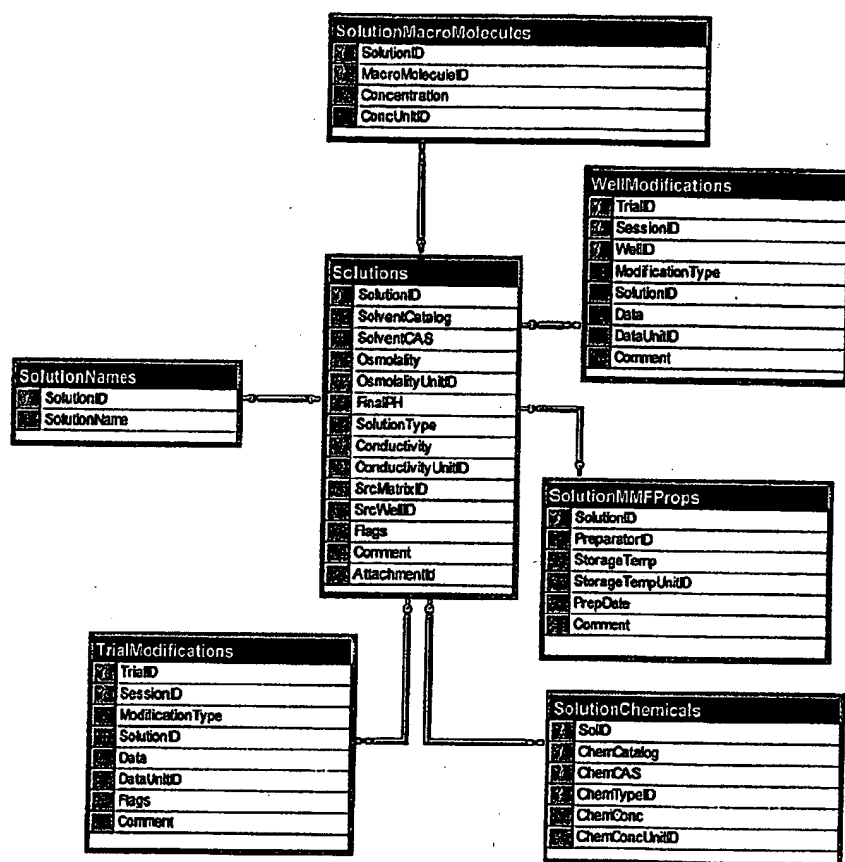 SolutionMacroMolecules
SolutionID
MacroMoleculeID
Concentration
ConcUnitID
WellModifications
TrialID
SessionID
WellID
ModificationType
SolutionID
Data
DataUnitID
Comment
Solutions
SolutionID
SolventCatalog
SolventCAS
Osmolality
OsmolalityUnitID
FinalPH
SolutionType
Conductivity
ConductivityUnitID
SrcMatrixID
SrcWellID
Flags
Comment
AttachmentId
SolutionNames
SolutionID
SolutionName
SolutionMMFProps
SolutionID
PreparatorID
StorageTemp
StorageTempUnitID
PrepDate
Comment
TrialModifications
TrialID
SessionID
ModificationType
SolutionID
Data
DataUnitID
Flags
Comment
SolutionChemicals
SolID
ChemCatalog
ChemCAS
ChemTypeID
ChemConc
ChemConcUnitID